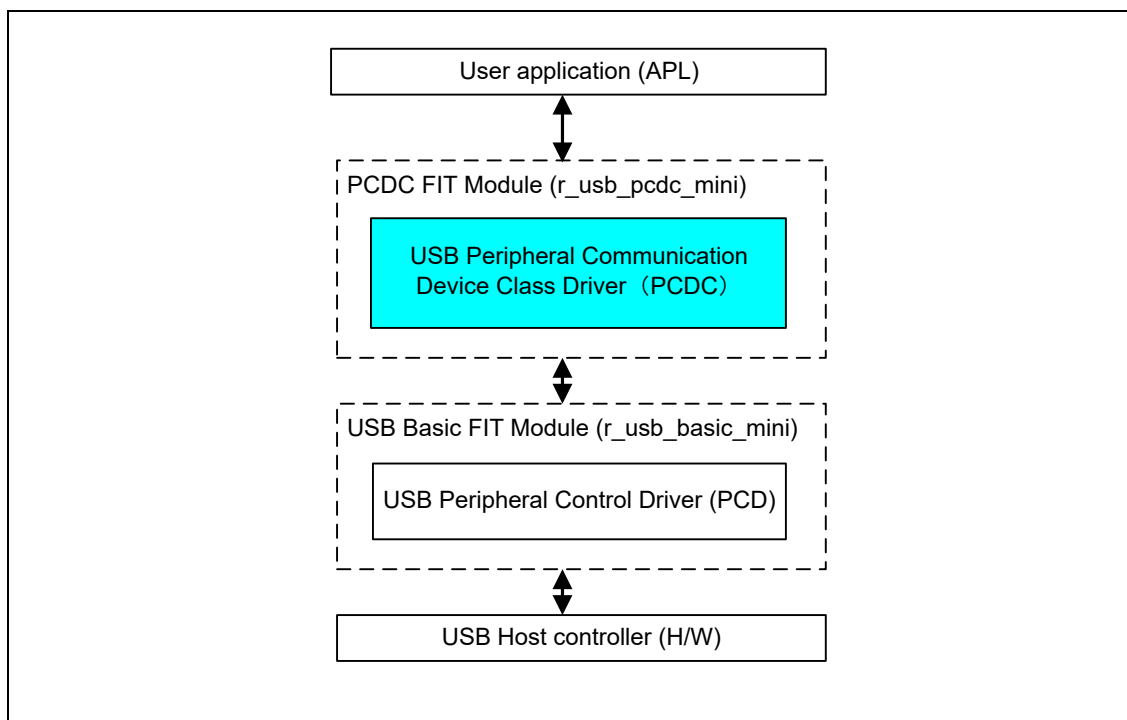 User application (APL)
PCDC FIT Module (r_usb_pcdc_mini)
USB Peripheral Communication
Device Class Driver（PCDC）
USB Basic FIT Module (r_usb_basic_mini)
USB Peripheral Control Driver (PCD)
USB Host controller (H/W)